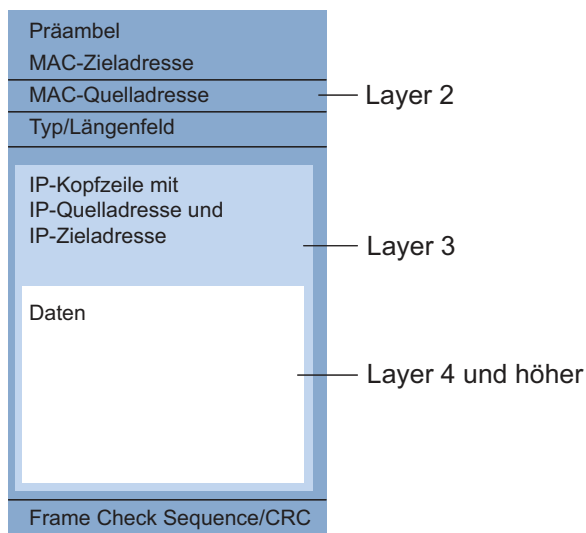 Präambel
MAC-Zieladresse
MAC-Quelladresse
Layer 2
Typ/Längenfeld
IP-Kopfzeile mit
IP-Quelladresse und
IP-Zieladresse
Layer 3
Daten
Layer 4 und höher
Frame Check Sequence/CRC